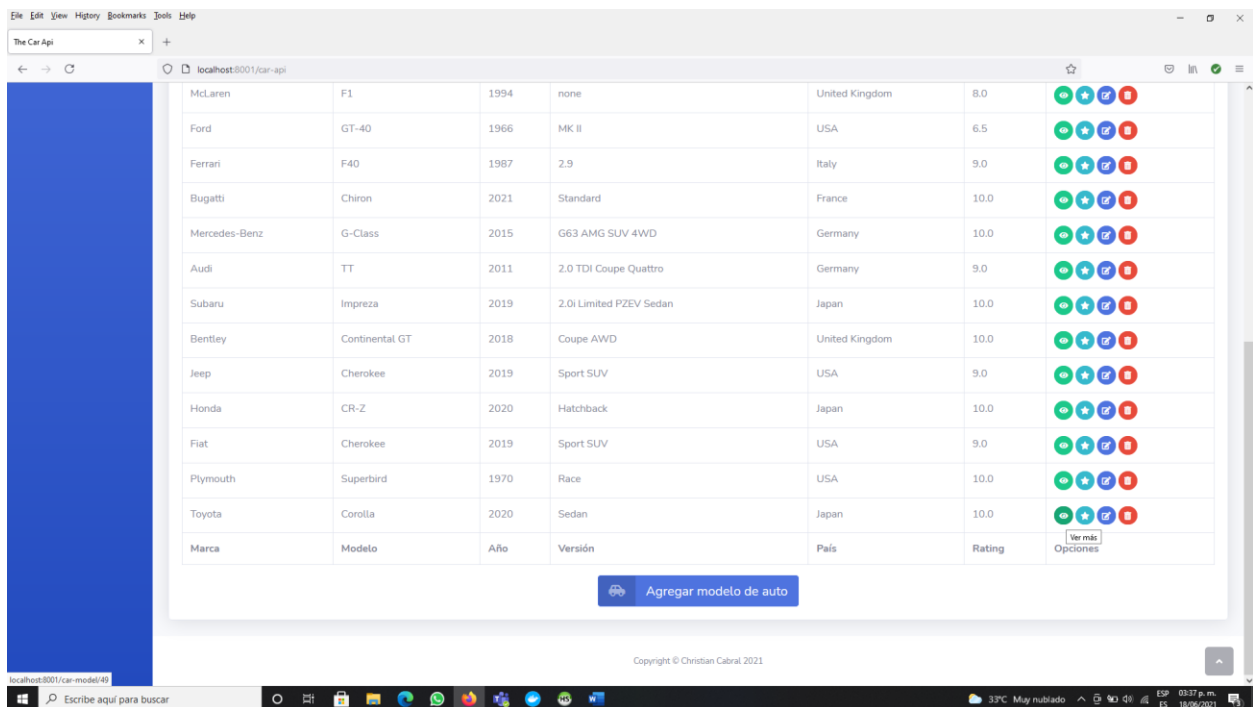 File Edit View History Bookmarks Tools Help
The Car Api
localhost:8001/car-api
McLaren F1 1994 none United Kingdom 8.0
Ford GT-40 1966 MK II USA 6.5
Ferrari F40 1987 2.9 Italy 9.0
Bugatti Chiron 2021 Standard France 10.0
Mercedes-Benz G-Class 2015 G63 AMG SUV 4WD Germany 10.0
Audi TT 2011 2.0 TDI Coupe Quattro Germany 9.0
Subaru Impreza 2019 2.0i Limited PZEV Sedan Japan 10.0
Bentley Continental GT 2018 Coupe AWD United Kingdom 10.0
Jeep Cherokee 2019 Sport SUV USA 9.0
Honda CR-Z 2020 Hatchback Japan 10.0
Fiat Cherokee 2019 Sport SUV USA 9.0
Plymouth Superbird 1970 Race USA 10.0
Toyota Corolla 2020 Sedan Japan 10.0
Ver más
Marca Modelo Año Versión País Rating Opciones
Agregar modelo de auto
Copyright © Christian Cabral 2021
localhost:8001/car-model/49
Escribe aquí para buscar
33°C Muy nublado
ESP
ES
03:37 p. m.
18/06/2021